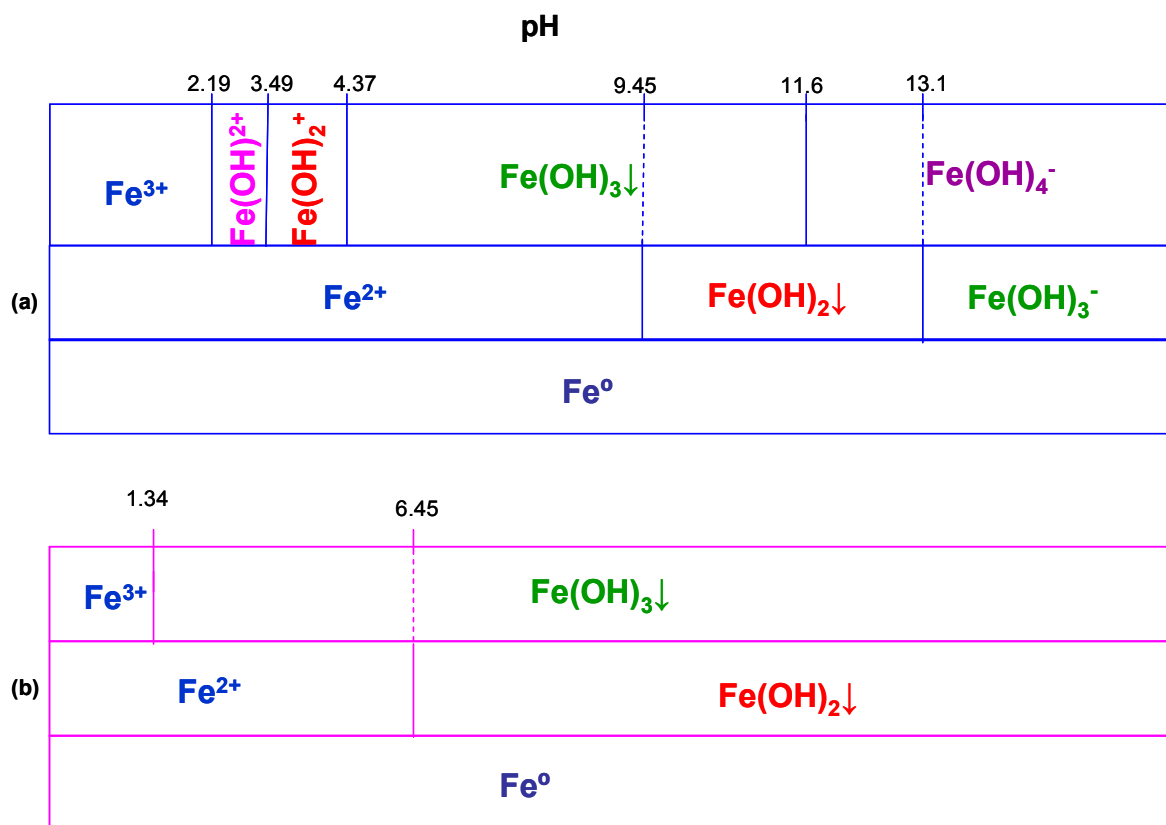 pH
2.19 3.49 4.37 9.45 11.6 13.1
Fe³⁺ Fe(OH)²⁺ Fe(OH)₂⁺ Fe(OH)₃↓ Fe(OH)₄⁻
(a) Fe²⁺ Fe(OH)₂↓ Fe(OH)₃⁻
Feº
1.34 6.45
Fe³⁺ Fe(OH)₃↓
(b) Fe²⁺ Fe(OH)₂↓
Feº